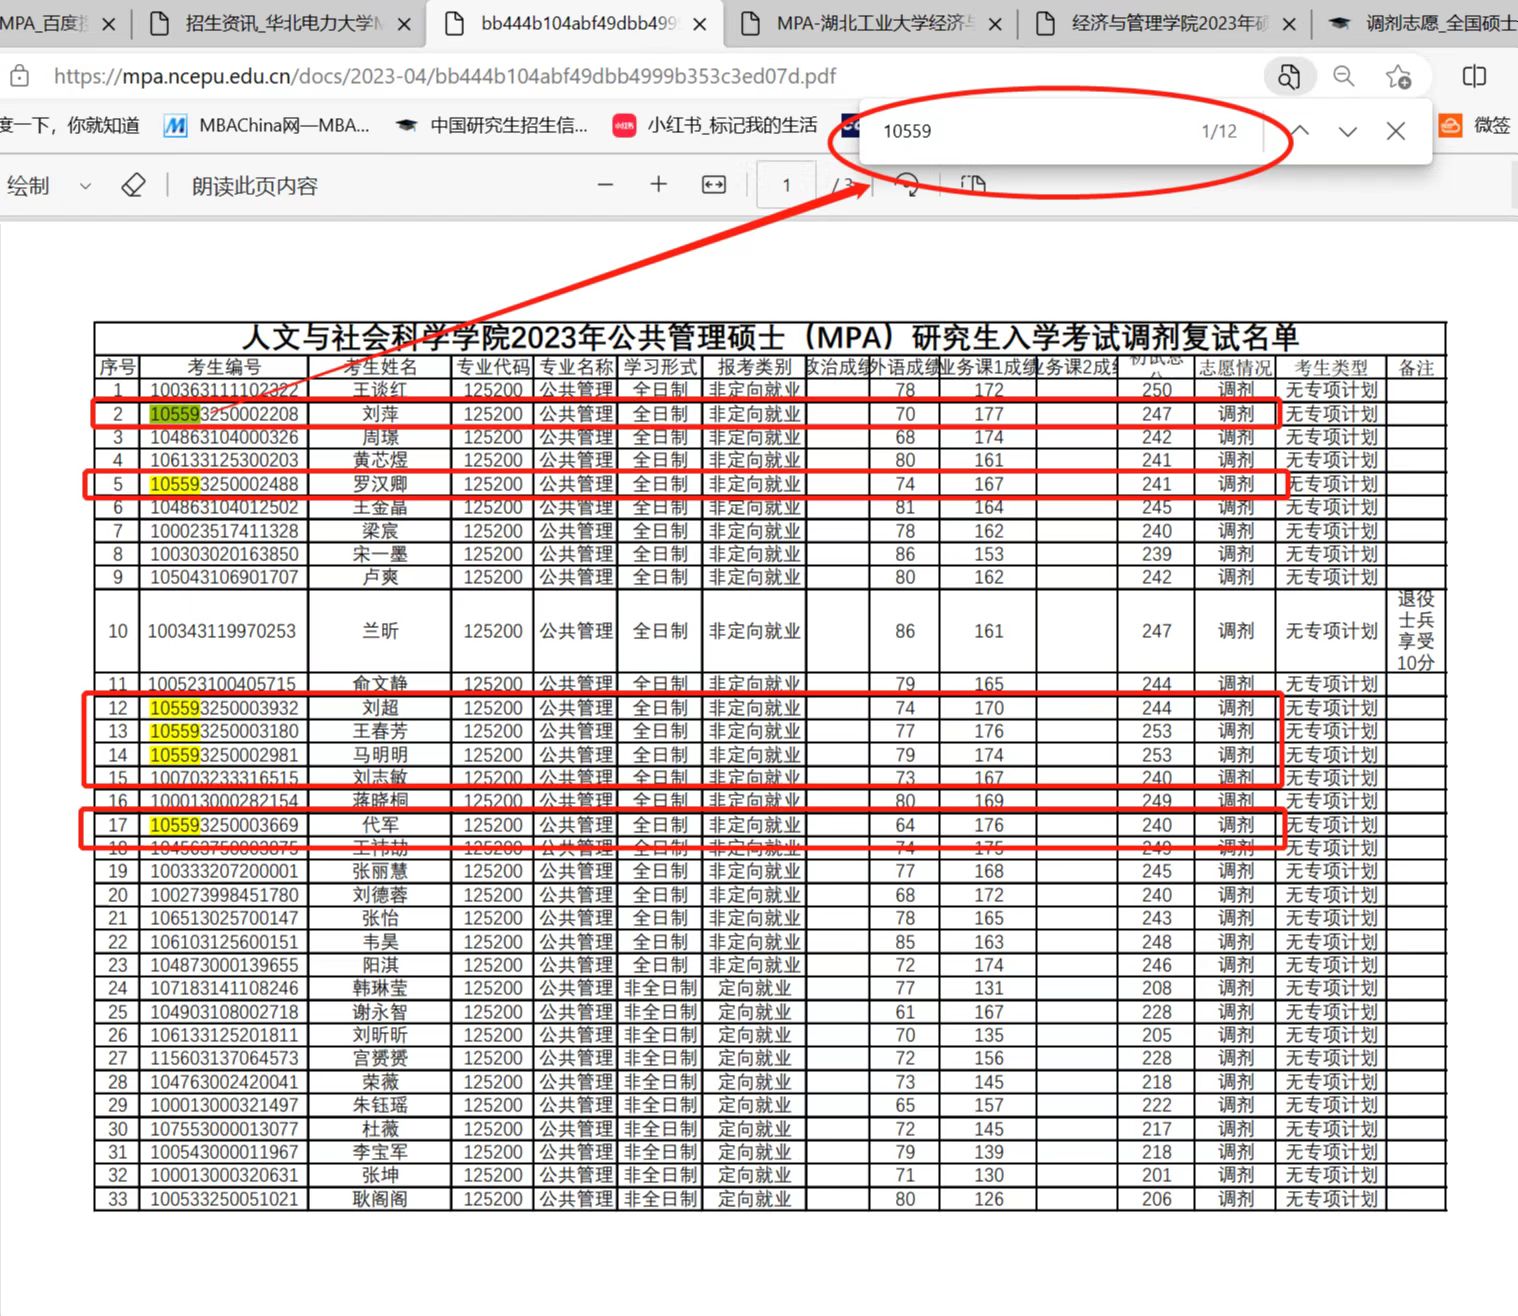 MPA_百度
招生资讯_华北电力大学
bb444b104abf49dbb499
MPA-湖北工业大学经济
经济与管理学院2023年
调剂志愿_全国硕士
https://mpa.ncepu.edu.cn/docs/2023-04/bb444b104abf49dbb4999b353c3ed07d.pdf
度一下，你就知道 MBAChina网—MBA... 中国研究生招生信... 小红书_标记我的生活 微签
10559 1/12
绘制 朗读此页内容 1
人文与社会科学学院2023年公共管理硕士（MPA）研究生入学考试调剂复试名单
序号 考生编号 考生姓名 专业代码 专业名称 学习形式 报考类别 政治成绩 外语成绩 业务课1成绩 业务课2成绩 志愿情况 考生类型 备注
1 100363111102322 王谈红 125200 公共管理 全日制 非定向就业 78 172 250 调剂 无专项计划
2 105593250002208 刘萍 125200 公共管理 全日制 非定向就业 70 177 247 调剂 无专项计划
3 104863104000326 周璟 125200 公共管理 全日制 非定向就业 68 174 242 调剂 无专项计划
4 106133125300203 黄芯煜 125200 公共管理 全日制 非定向就业 80 161 241 调剂 无专项计划
5 105593250002488 罗汉卿 125200 公共管理 全日制 非定向就业 74 167 241 调剂 无专项计划
6 104863104012502 王金晶 125200 公共管理 全日制 非定向就业 81 164 245 调剂 无专项计划
7 100023517411328 梁宸 125200 公共管理 全日制 非定向就业 78 162 240 调剂 无专项计划
8 100303020163850 宋一墨 125200 公共管理 全日制 非定向就业 86 153 239 调剂 无专项计划
9 105043106901707 卢爽 125200 公共管理 全日制 非定向就业 80 162 242 调剂 无专项计划
10 100343119970253 兰昕 125200 公共管理 全日制 非定向就业 86 161 247 调剂 无专项计划 退役士兵享受10分
11 100523100405715 俞文静 125200 公共管理 全日制 非定向就业 79 165 244 调剂 无专项计划
12 105593250003932 刘超 125200 公共管理 全日制 非定向就业 74 170 244 调剂 无专项计划
13 105593250003180 王春芳 125200 公共管理 全日制 非定向就业 77 176 253 调剂 无专项计划
14 105593250002981 马明明 125200 公共管理 全日制 非定向就业 79 174 253 调剂 无专项计划
15 100703233316515 刘志敏 125200 公共管理 全日制 非定向就业 73 167 240 调剂 无专项计划
16 100013000282154 蒋晓桐 125200 公共管理 全日制 非定向就业 80 169 249 调剂 无专项计划
17 105593250003669 代军 125200 公共管理 全日制 非定向就业 64 176 240 调剂 无专项计划
18 125200 公共管理 全日制 非定向就业 74 175 249 调剂 无专项计划
19 100333207200001 张丽慧 125200 公共管理 全日制 非定向就业 77 168 245 调剂 无专项计划
20 100273998451780 刘德蓉 125200 公共管理 全日制 非定向就业 68 172 240 调剂 无专项计划
21 106513025700147 张怡 125200 公共管理 全日制 非定向就业 78 165 243 调剂 无专项计划
22 106103125600151 韦昊 125200 公共管理 全日制 非定向就业 85 163 248 调剂 无专项计划
23 104873000139655 阳淇 125200 公共管理 全日制 非定向就业 72 174 246 调剂 无专项计划
24 107183141108246 韩琳莹 125200 公共管理 非全日制 定向就业 77 131 208 调剂 无专项计划
25 104903108002718 谢永智 125200 公共管理 非全日制 定向就业 61 167 228 调剂 无专项计划
26 106133125201811 刘昕昕 125200 公共管理 非全日制 定向就业 70 135 205 调剂 无专项计划
27 115603137064573 宫赟赟 125200 公共管理 非全日制 定向就业 72 156 228 调剂 无专项计划
28 104763002420041 荣薇 125200 公共管理 非全日制 定向就业 73 145 218 调剂 无专项计划
29 100013000321497 朱钰瑶 125200 公共管理 非全日制 定向就业 65 157 222 调剂 无专项计划
30 107553000013077 杜薇 125200 公共管理 非全日制 定向就业 72 145 217 调剂 无专项计划
31 100543000011967 李宝军 125200 公共管理 非全日制 定向就业 79 139 218 调剂 无专项计划
32 100013000320631 张坤 125200 公共管理 非全日制 定向就业 71 130 201 调剂 无专项计划
33 100533250051021 耿阁阁 125200 公共管理 非全日制 定向就业 80 126 206 调剂 无专项计划